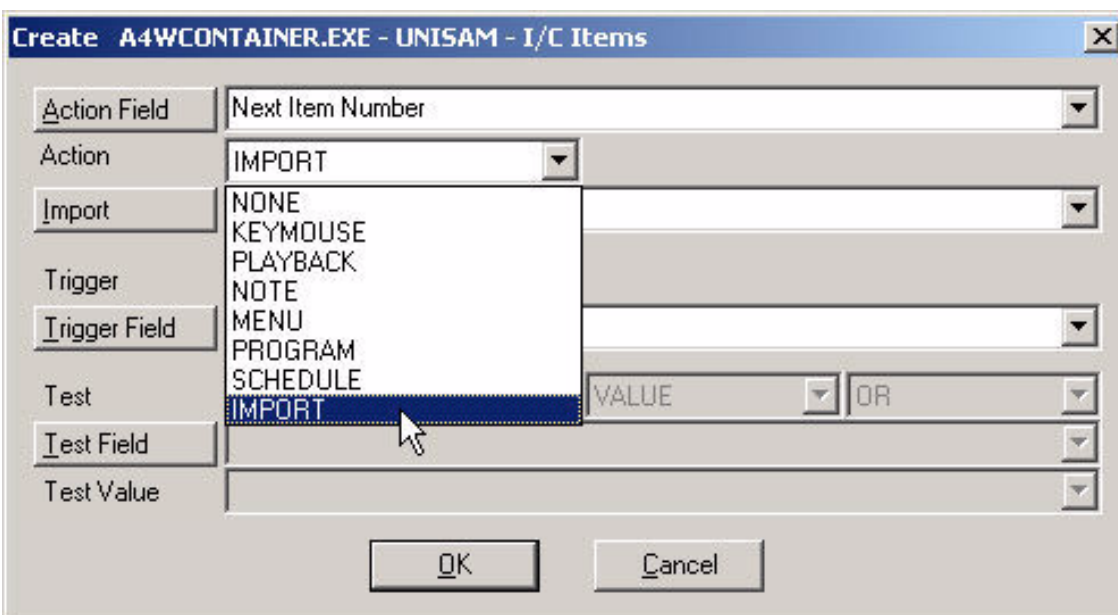 Create A4WCONTAINER.EXE - UNISAM - I/C Items
Action Field Next Item Number
Action IMPORT
Import
NONE
KEYMOUSE
PLAYBACK
NOTE
MENU
PROGRAM
SCHEDULE
IMPORT
Trigger
Trigger Field
Test VALUE OR
Test Field
Test Value
OK Cancel